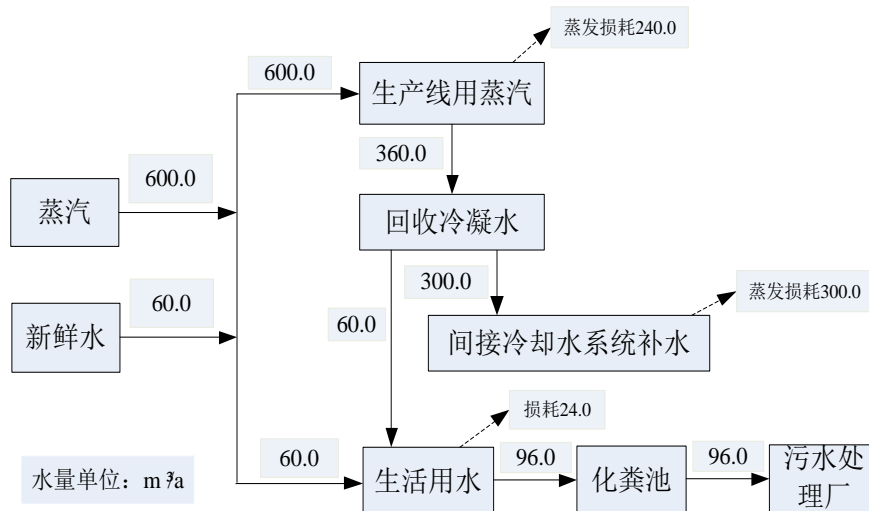 蒸发损耗240.0
600.0
生产线用蒸汽
360.0
600.0
蒸汽
回收冷凝水
300.0
蒸发损耗300.0
60.0
新鲜水
60.0
间接冷却水系统补水
损耗24.0
60.0
生活用水
96.0
化粪池
96.0
污水处
理厂
水量单位：m³/a